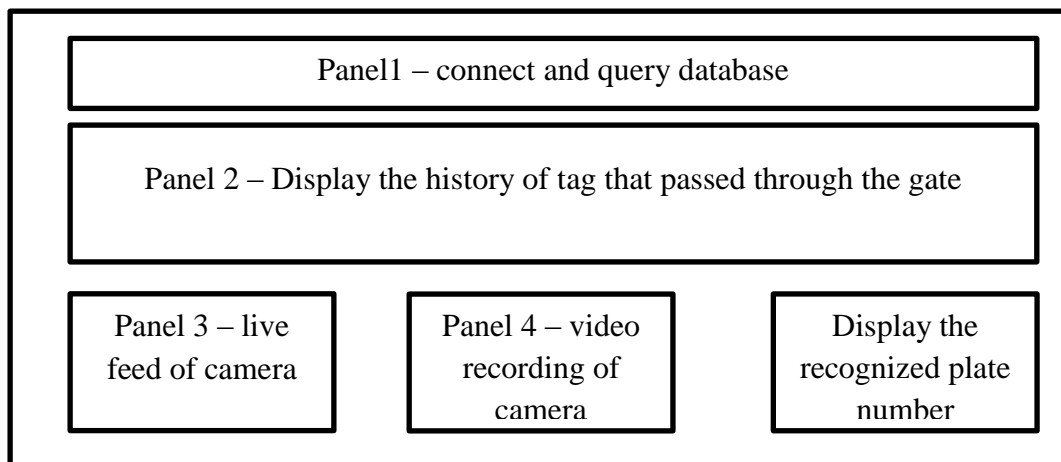 Panel1 – connect and query database
Panel 2 – Display the history of tag that passed through the gate
Panel 3 – live
feed of camera
Panel 4 – video
recording of
camera
Display the
recognized plate
number